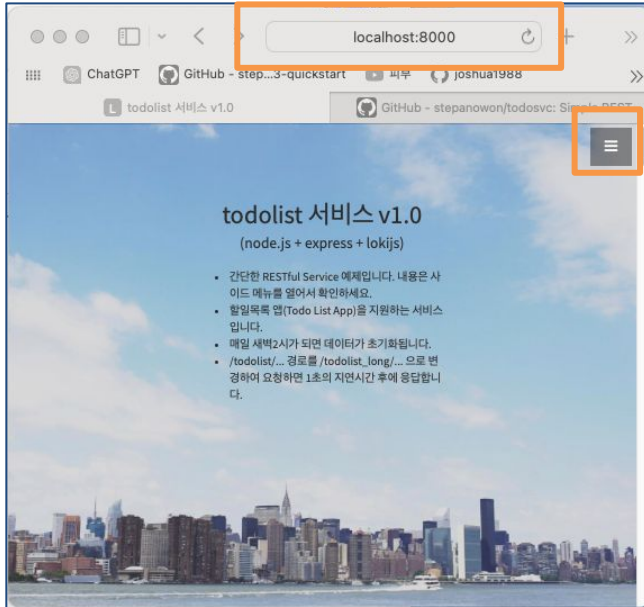 localhost:8000
ChatGPT
GitHub - step...3-quickstart
피부
joshua1988
L todolist 서비스 v1.0
GitHub - stepanowon/todosvc: Simple REST
todolist 서비스 v1.0
(node.js + express + lokijs)
• 간단한 RESTful Service 예제입니다. 내용은 사
이드 메뉴를 열어서 확인하세요.
• 할일목록 앱(Todo List App)을 지원하는 서비스
입니다.
• 매일 새벽2시가 되면 데이터가 초기화됩니다.
• /todolist/... 경로를 /todolist_long/... 으로 변
경하여 요청하면 1초의 지연시간 후에 응답합니
다.